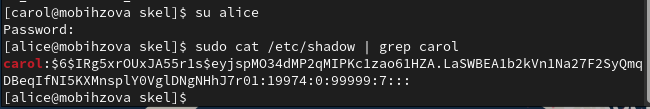 [carol@mobihzova skel]$ su alice
Password:
[alice@mobihzova skel]$ sudo cat /etc/shadow | grep carol
carol:$6$IRg5xrOUxJA55r1s$eyjspMO34dMP2qMIPKc1zao61HZA.LaSWBEA1b2kVn1Na27F2SyQmq
DBeqIfNI5KXMnsplY0VglDNgNHhJ7r01:19974:0:99999:7:::
[alice@mobihzova skel]$